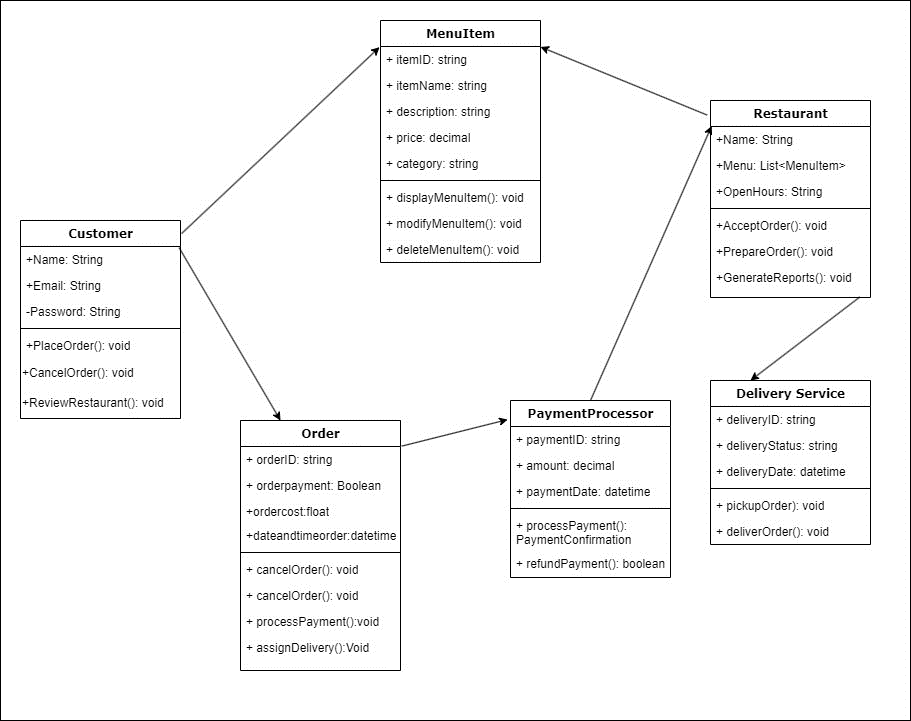 MenuItem
+ itemID: string
+ itemName: string
+ description: string
+ price: decimal
+ category: string
+ displayMenuItem(): void
+ modifyMenuItem(): void
+ deleteMenuItem(): void
Restaurant
+Name: String
+Menu: List<MenuItem>
+OpenHours: String
+AcceptOrder(): void
+PrepareOrder(): void
+GenerateReports(): void
Customer
+Name: String
+Email: String
-Password: String
+PlaceOrder(): void
+CancelOrder(): void
+ReviewRestaurant(): void
Order
+ orderID: string
+ orderpayment: Boolean
+ordercost:float
+dateandtimeorder:datetime
+ cancelOrder(): void
+ cancelOrder(): void
+ processPayment():void
+ assignDelivery():Void
PaymentProcessor
+ paymentID: string
+ amount: decimal
+ paymentDate: datetime
+ processPayment():
PaymentConfirmation
+ refundPayment(): boolean
Delivery Service
+ deliveryID: string
+ deliveryStatus: string
+ deliveryDate: datetime
+ pickupOrder): void
+ deliverOrder(): void